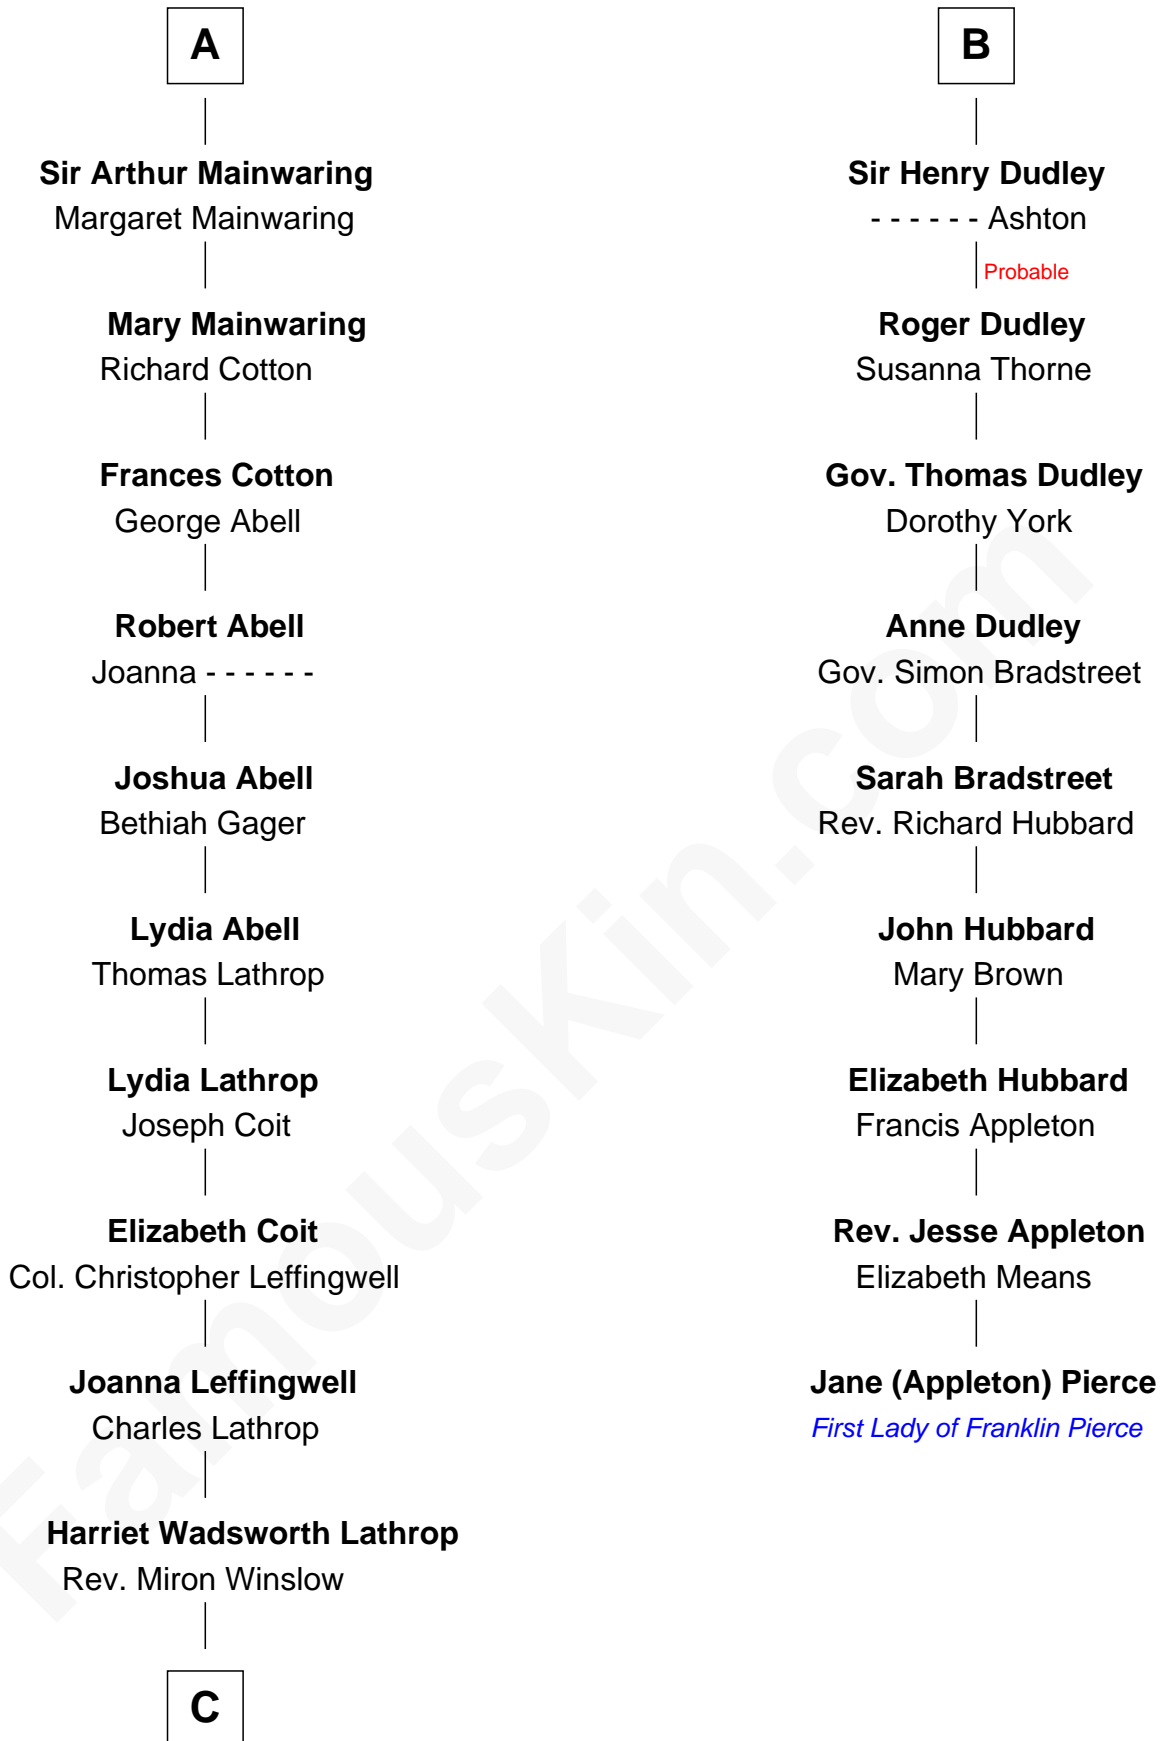 A
Sir Arthur Mainwaring
Margaret Mainwaring
Mary Mainwaring
Richard Cotton
Frances Cotton
George Abell
Robert Abell
Joanna - - - - - -
Joshua Abell
Bethiah Gager
Lydia Abell
Thomas Lathrop
Lydia Lathrop
Joseph Coit
Elizabeth Coit
Col. Christopher Leffingwell
Joanna Leffingwell
Charles Lathrop
Harriet Wadsworth Lathrop
Rev. Miron Winslow
C
B
Sir Henry Dudley
- - - - - - Ashton
Probable
Roger Dudley
Susanna Thorne
Gov. Thomas Dudley
Dorothy York
Anne Dudley
Gov. Simon Bradstreet
Sarah Bradstreet
Rev. Richard Hubbard
John Hubbard
Mary Brown
Elizabeth Hubbard
Francis Appleton
Rev. Jesse Appleton
Elizabeth Means
Jane (Appleton) Pierce
First Lady of Franklin Pierce
FamousKin.com